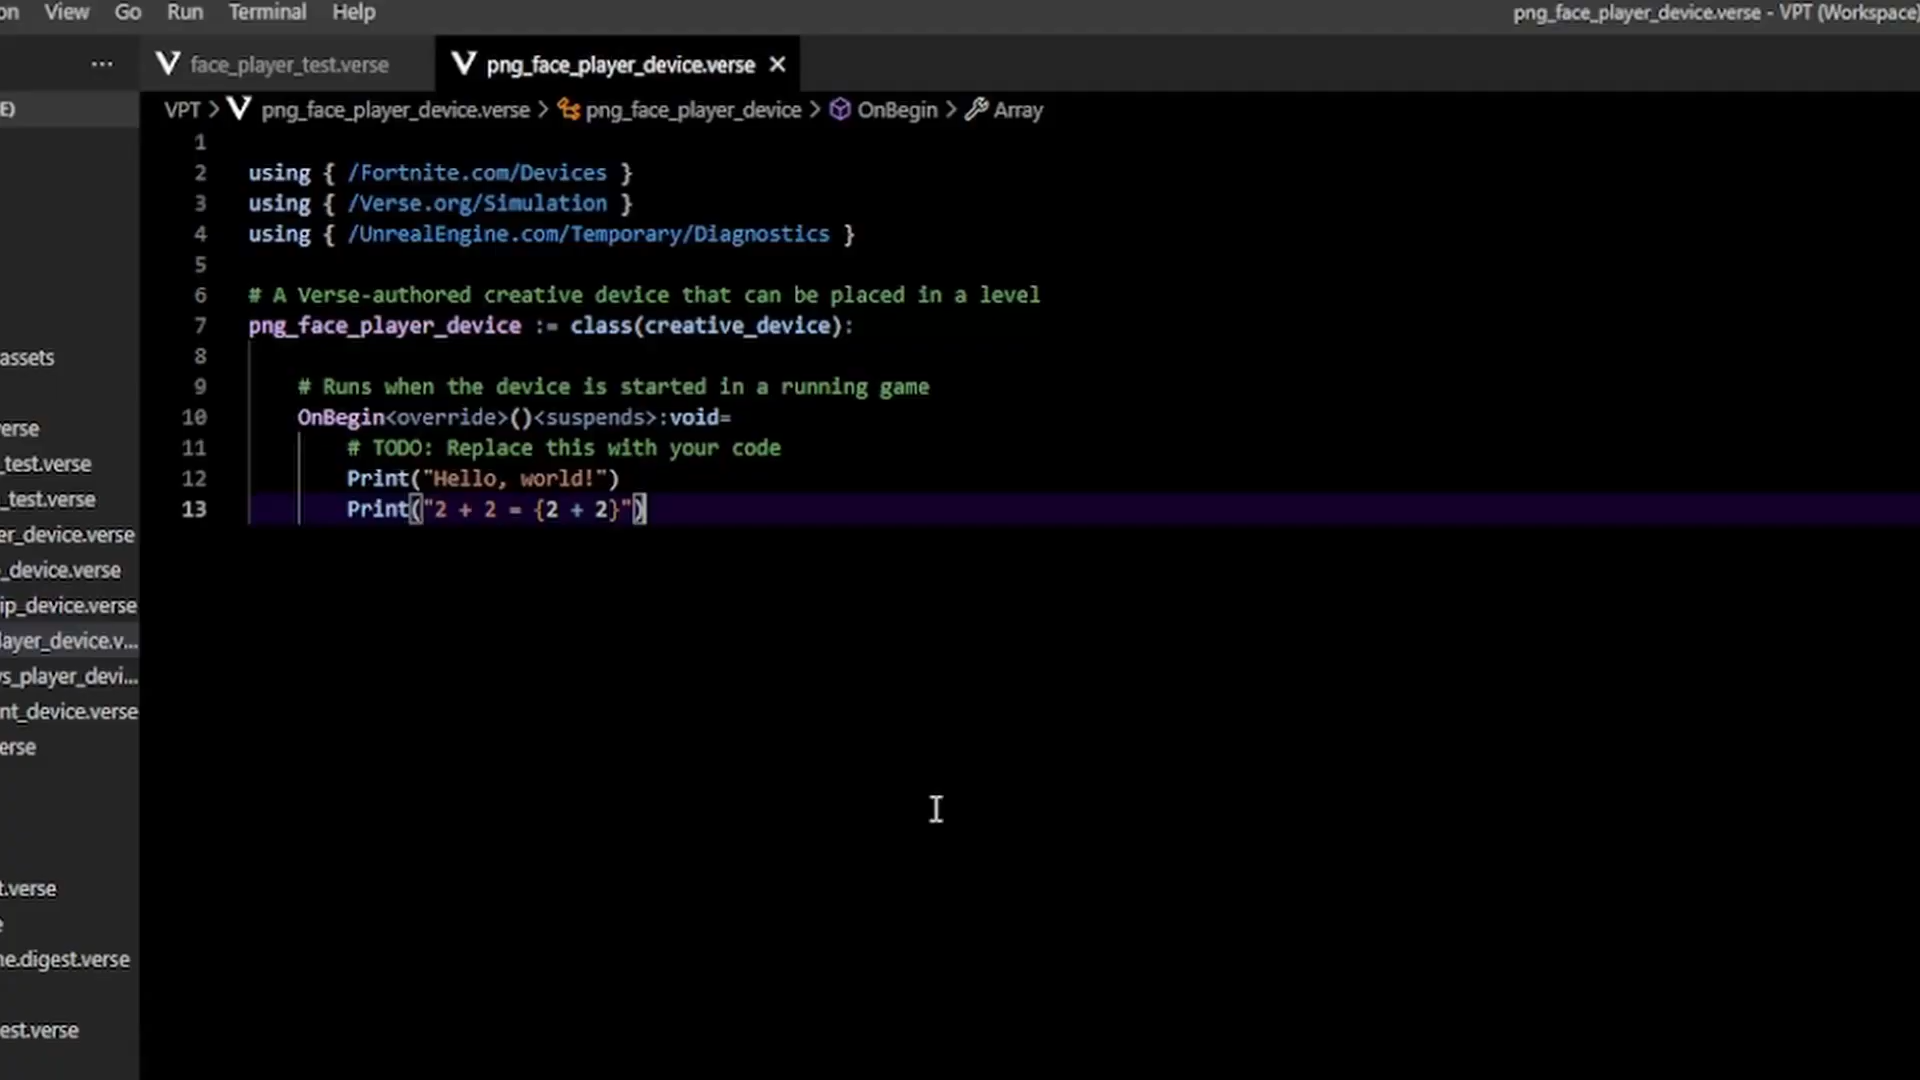 on View Go Run Terminal Help png_face_player_device.verse - VPT (Workspace)
... face_player_test.verse png_face_player_device.verse ×
E) VPT > png_face_player_device.verse > png_face_player_device > OnBegin > Array
1
2 using { /Fortnite.com/Devices }
3 using { /Verse.org/Simulation }
4 using { /UnrealEngine.com/Temporary/Diagnostics }
5
6 # A Verse-authored creative device that can be placed in a level
7 png_face_player_device := class(creative_device):
8
9 # Runs when the device is started in a running game
10 OnBegin<override>()<suspends>:void=
11 # TODO: Replace this with your code
12 Print("Hello, world!")
13 Print("2 + 2 = {2 + 2}")
assets
erse
_test.verse
_test.verse
er_device.verse
_device.verse
ip_device.verse
layer_device.v...
s_player_devi...
nt_device.verse
erse
t.verse
e
ne.digest.verse
est.verse